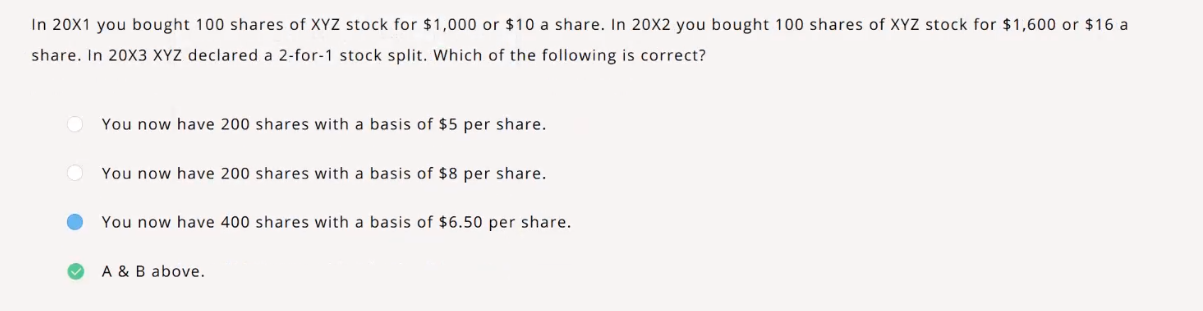 In 20X1 you bought 100 shares of XYZ stock for $1,000 or $10 a share. In 20X2 you bought 100 shares of XYZ stock for $1,600 or $16 a
share. In 20X3 XYZ declared a 2-for-1 stock split. Which of the following is correct?
You now have 200 shares with a basis of $5 per share.
You now have 200 shares with a basis of $8 per share.
You now have 400 shares with a basis of $6.50 per share.
A & B above.